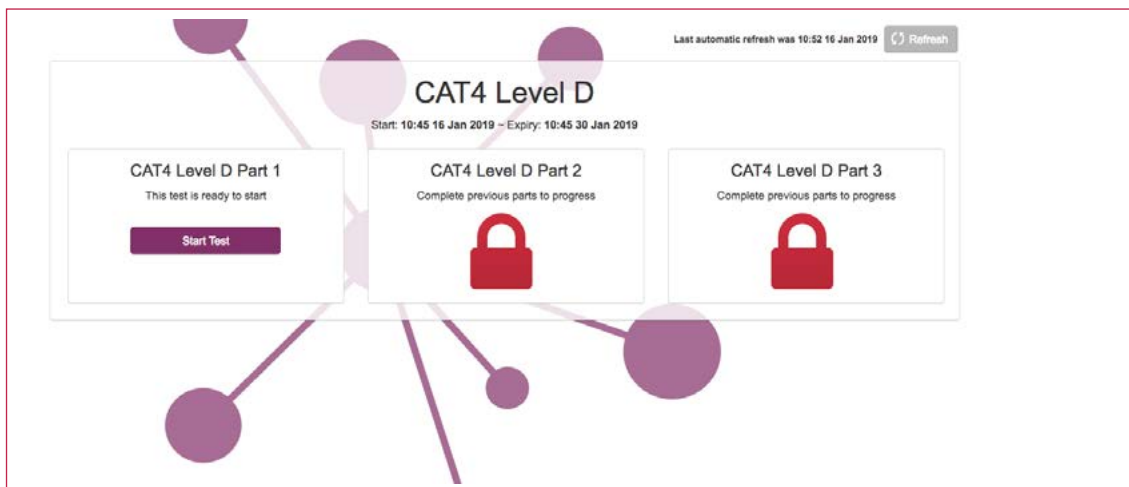 Last automatic refresh was 10:52 16 Jan 2019 Refresh
CAT4 Level D
Start: 10:45 16 Jan 2019 ~ Expiry: 10:45 30 Jan 2019
CAT4 Level D Part 1
This test is ready to start
Start Test
CAT4 Level D Part 2
Complete previous parts to progress
CAT4 Level D Part 3
Complete previous parts to progress